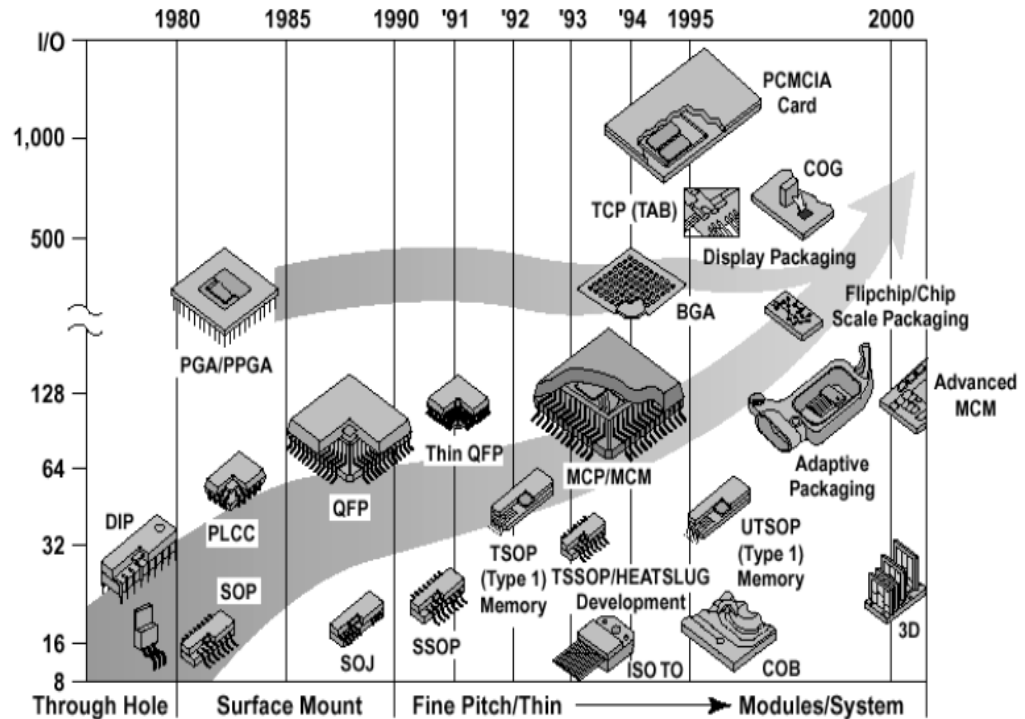 1980 1985 1990 '91 '92 '93 '94 1995 2000
I/O
PCMCIA
Card
1,000
COG
TCP (TAB)
500
Display Packaging
BGA
Flipchip/Chip
Scale Packaging
PGA/PPGA
128
Advanced
MCM
Thin QFP
64
MCP/MCM
Adaptive
Packaging
QFP
PLCC
DIP
32
TSOP
(Type 1)
Memory
TSSOP/HEATSLUG
Development
UTSOP
(Type 1)
Memory
SOP
16
SOJ
SSOP
ISO TO
COB
3D
8
Through Hole Surface Mount Fine Pitch/Thin Modules/System